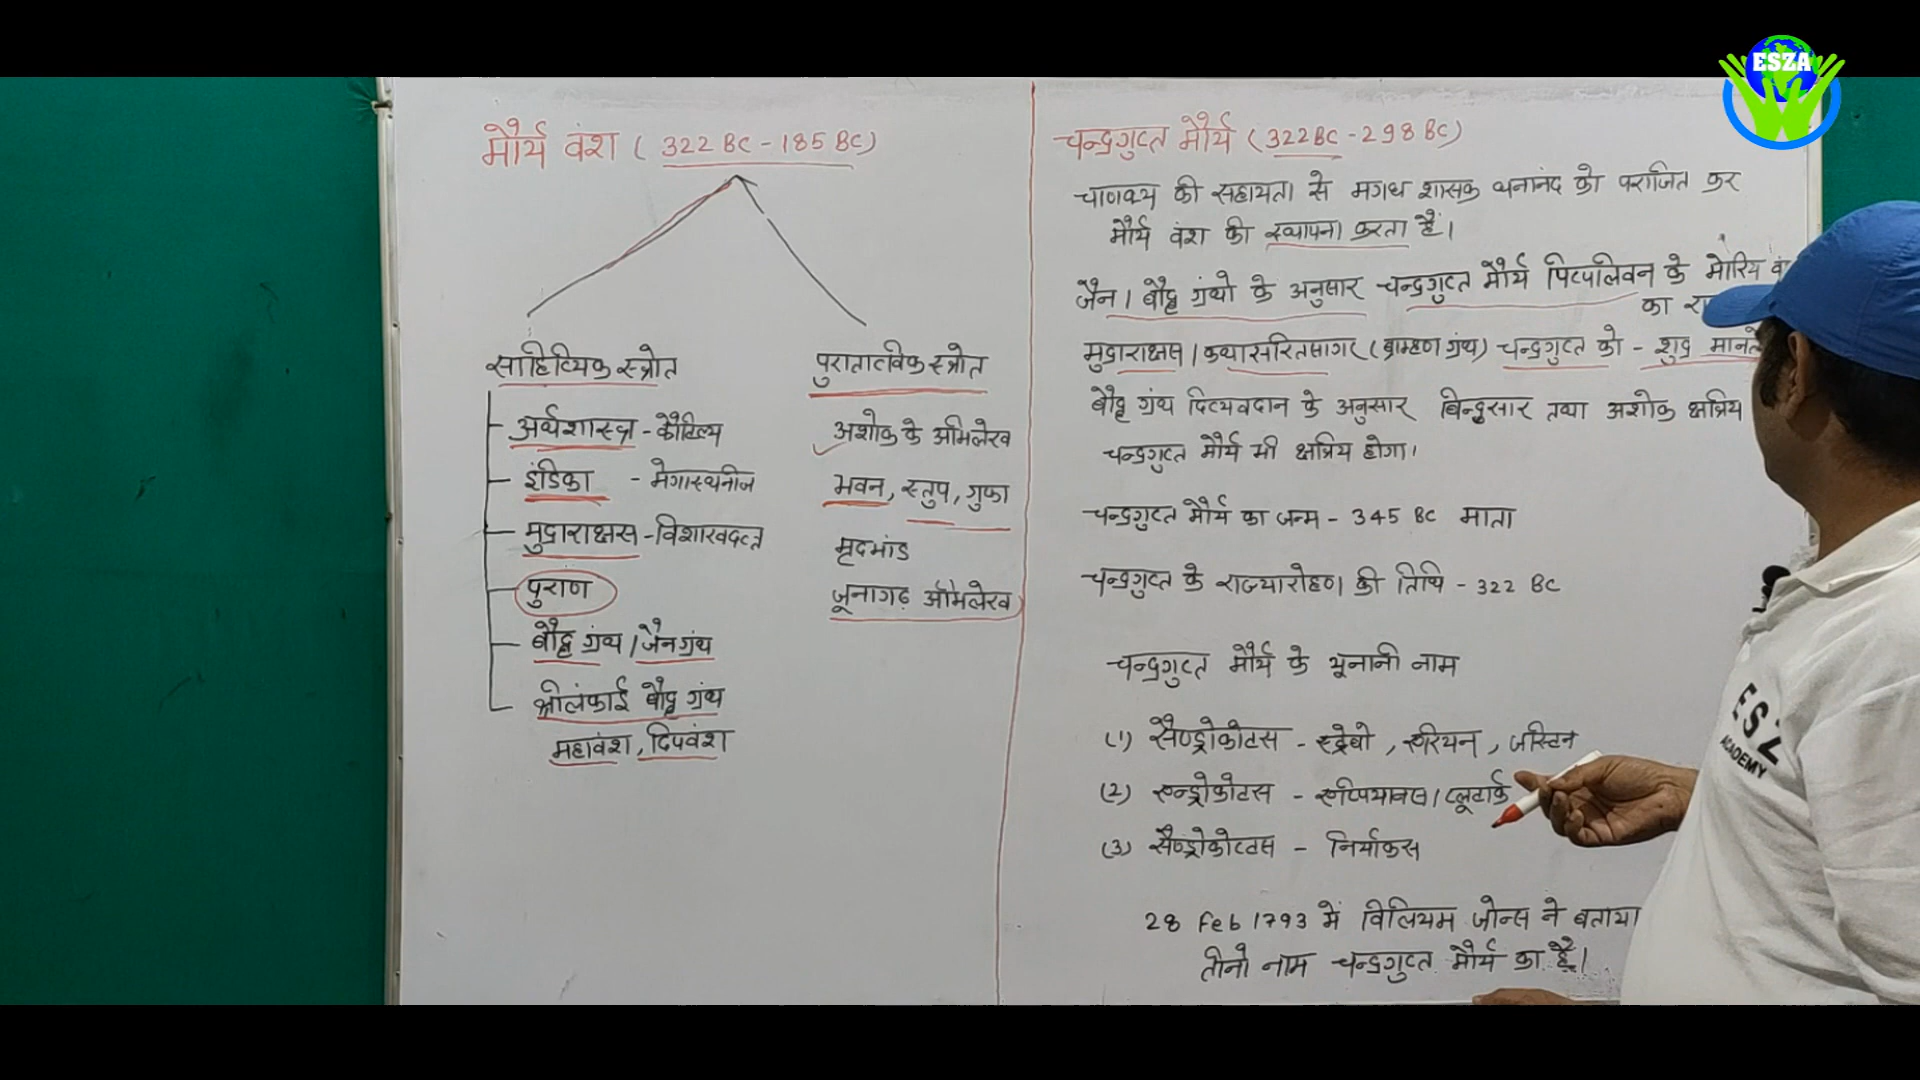 ESZA
मौर्य वंश ( 322 BC - 185 BC)
साहित्यिक स्त्रोत
अर्थशास्त्र - कौटिल्य
इंडिका - मेगास्थनीज
मुद्राराक्षस - विशाखदत्त
पुराण
बौद्ध ग्रंथ / जैन ग्रंथ
श्रीलंकाई बौद्ध ग्रंथ
महावंश , दिपवंश
पुरातात्विक स्त्रोत
अशोक के अभिलेख
भवन , स्तुप , गुफा
मृदभांड
जूनागढ़ अभिलेख
चन्द्रगुप्त मौर्य ( 322BC - 298 BC)
चाणक्य की सहायता से मगध शासक धनानंद को पराजित कर
मौर्य वंश की स्थापना करता है।
जैन । बौद्ध ग्रंथो के अनुसार चन्द्रगुप्त मौर्य पिप्पलिवन के मोरिय
का
मुद्राराक्षस / कथासरितसागर (ब्राम्हण ग्रंथ) चन्द्रगुप्त को - शुद्र मानते
बौद्ध ग्रंथ दिव्यवदान के अनुसार बिन्दुसार तथा अशोक क्षत्रिय
चन्द्रगुप्त मौर्य भी क्षत्रिय होगा।
चन्द्रगुप्त मौर्य का जन्म - 345 BC माता
चन्द्रगुप्त के राज्यारोहण की तिथि - 322 BC
चन्द्रगुप्त मौर्य के यूनानी नाम
(1) सैण्ड्रोकोटस - स्ट्रेबो , एरियन , जस्टिन
(2) एन्ड्रोकोटस - एप्पियानस / प्लूटार्क
(3) सैण्ड्रोकोप्टस - निर्याकस
28 Feb 1793 में विलियम जोन्स ने बताया
तीनो नाम चन्द्रगुप्त मौर्य का है।
ESZ
ACADEMY